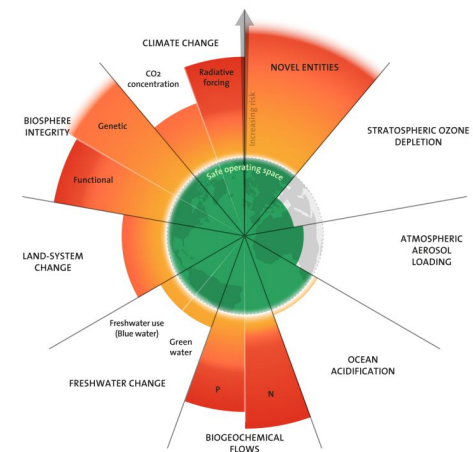 CLIMATE CHANGE
CO2
concentration
Radiative
forcing
Increasing risk
NOVEL ENTITIES
STRATOSPHERIC OZONE
DEPLETION
BIOSPHERE
INTEGRITY
Genetic
Functional
Safe operating space
ATMOSPHERIC
AEROSOL
LOADING
LAND-SYSTEM
CHANGE
Freshwater use
(Blue water)
Green
water
FRESHWATER CHANGE
P
N
BIOGEOCHEMICAL
FLOWS
OCEAN
ACIDIFICATION